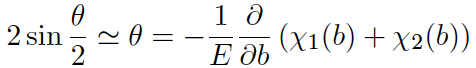 2 sin θ/2 ≃ θ = −1/E ∂/∂b (χ₁(b) + χ₂(b))